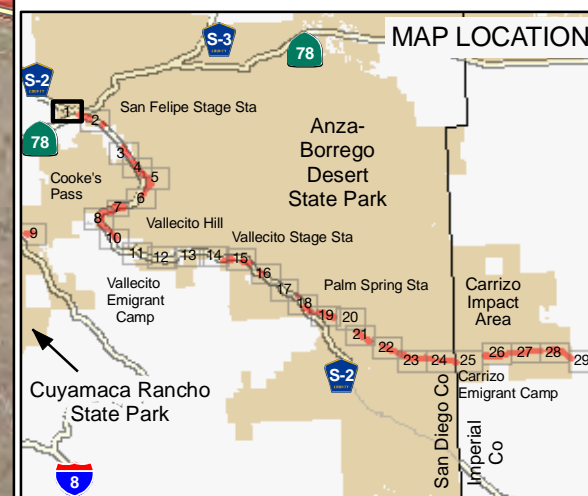 MAP LOCATION
S-3
78
S-2
1
2
San Felipe Stage Sta
78
3
4
5
6
Cooke's
Pass
Anza-
Borrego
Desert
State Park
7
8
Vallecito Hill
9
10
Vallecito Stage Sta
11
12
13
14
15
16
Vallecito
Emigrant
Camp
17
18
Palm Spring Sta
19
20
21
Carrizo
Impact
Area
22
23
24
25
26
27
28
29
S-2
Carrizo
Emigrant Camp
Cuyamaca Rancho
State Park
San Diego Co
Imperial
Co
8